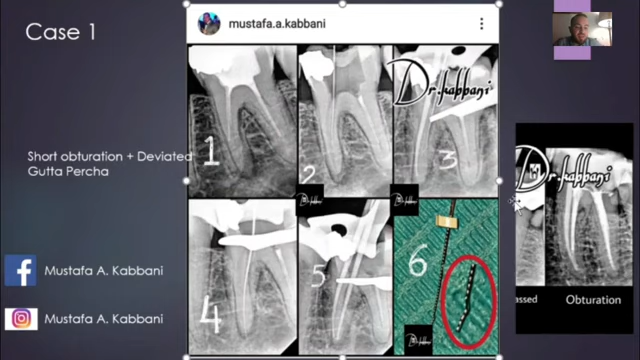 Case 1
mustafa.a.kabbani
Short obturation + Deviated
Gutta Percha
Mustafa A. Kabbani
Mustafa A. Kabbani
1
2
3
Dr.kabbani
4
5
6
Dr.kabbani
assed
Obturation